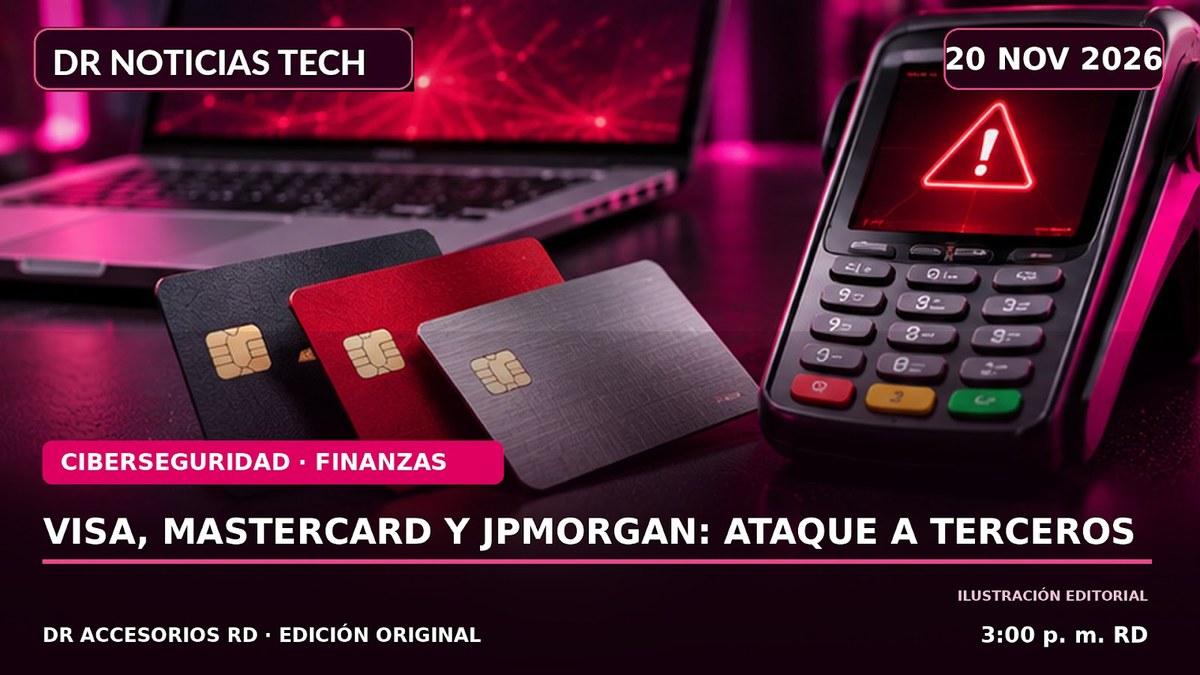 DR NOTICIAS TECH
20 NOV 2026
CIBERSEGURIDAD · FINANZAS
VISA, MASTERCARD Y JPMORGAN: ATAQUE A TERCEROS
ILUSTRACIÓN EDITORIAL
DR ACCESORIOS RD · EDICIÓN ORIGINAL
3:00 p. m. RD